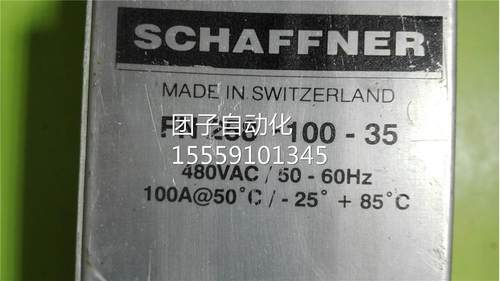 SCHAFFNER
MADE IN SWITZERLAND
100 - 35
团子自动化
15559101345
480VAC / 50 - 60Hz
100A@50°C / - 25° + 85°C